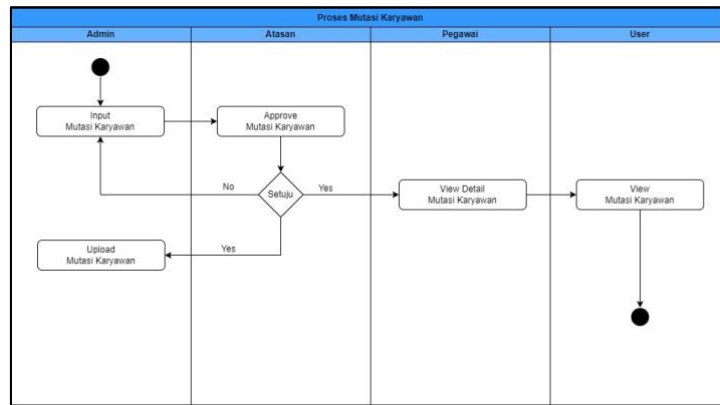 Proses Mutasi Karyawan
Admin
Atasan
Pegawai
User
Input
Mutasi Karyawan
Approve
Mutasi Karyawan
No
Setuju
Yes
View Detail
Mutasi Karyawan
View
Mutasi Karyawan
Upload
Mutasi Karyawan
Yes